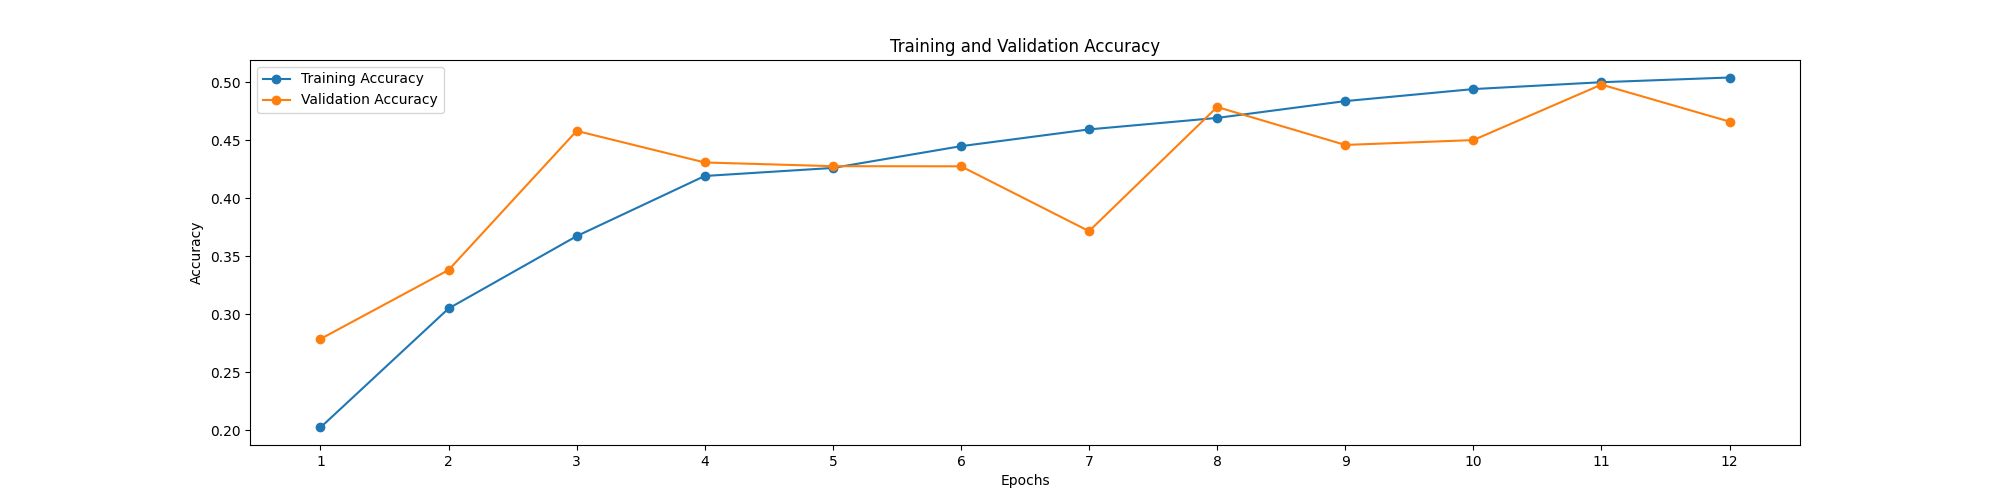 Training and Validation Accuracy
Training Accuracy
Validation Accuracy
Accuracy
0.50
0.45
0.40
0.35
0.30
0.25
0.20
1 2 3 4 5 6 7 8 9 10 11 12
Epochs